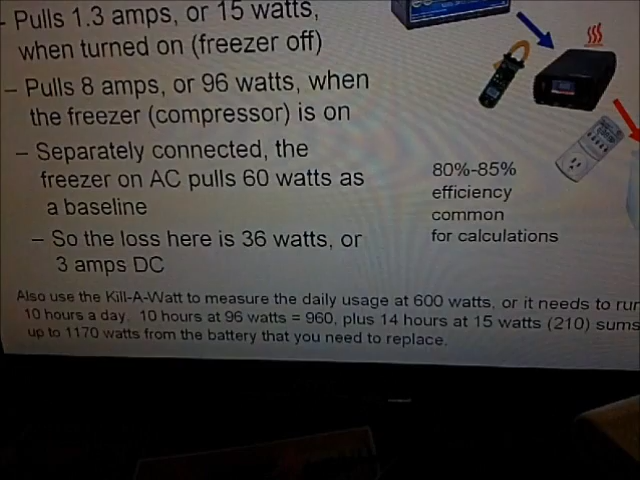 - Pulls 1.3 amps, or 15 watts,
when turned on (freezer off)
– Pulls 8 amps, or 96 watts, when
the freezer (compressor) is on
– Separately connected, the
freezer on AC pulls 60 watts as
a baseline
– So the loss here is 36 watts, or
3 amps DC
80%-85%
efficiency
common
for calculations
Also use the Kill-A-Watt to measure the daily usage at 600 watts, or it needs to run
10 hours a day. 10 hours at 96 watts = 960, plus 14 hours at 15 watts (210) sums
up to 1170 watts from the battery that you need to replace.